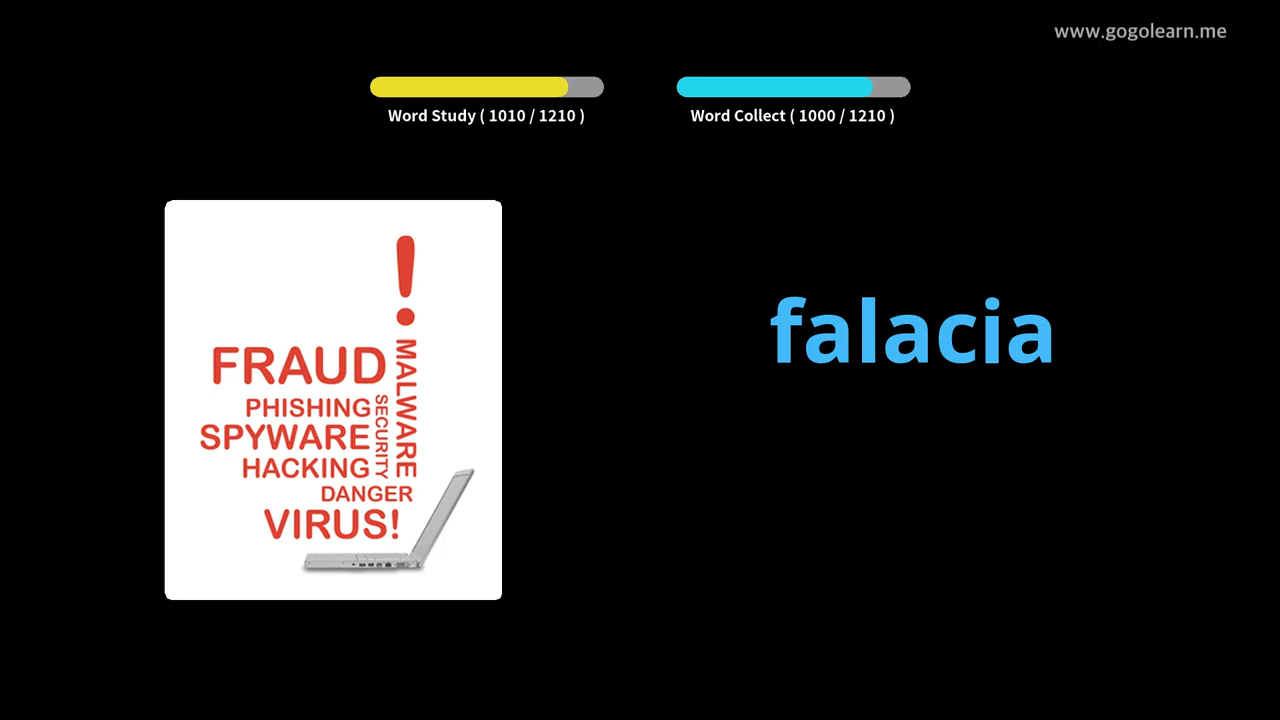 www.gogolearn.me
Word Study ( 1010 / 1210 )
Word Collect ( 1000 / 1210 )
!
FRAUD
MALWARE
PHISHING
SECURITY
SPYWARE
HACKING
DANGER
VIRUS!
falacia